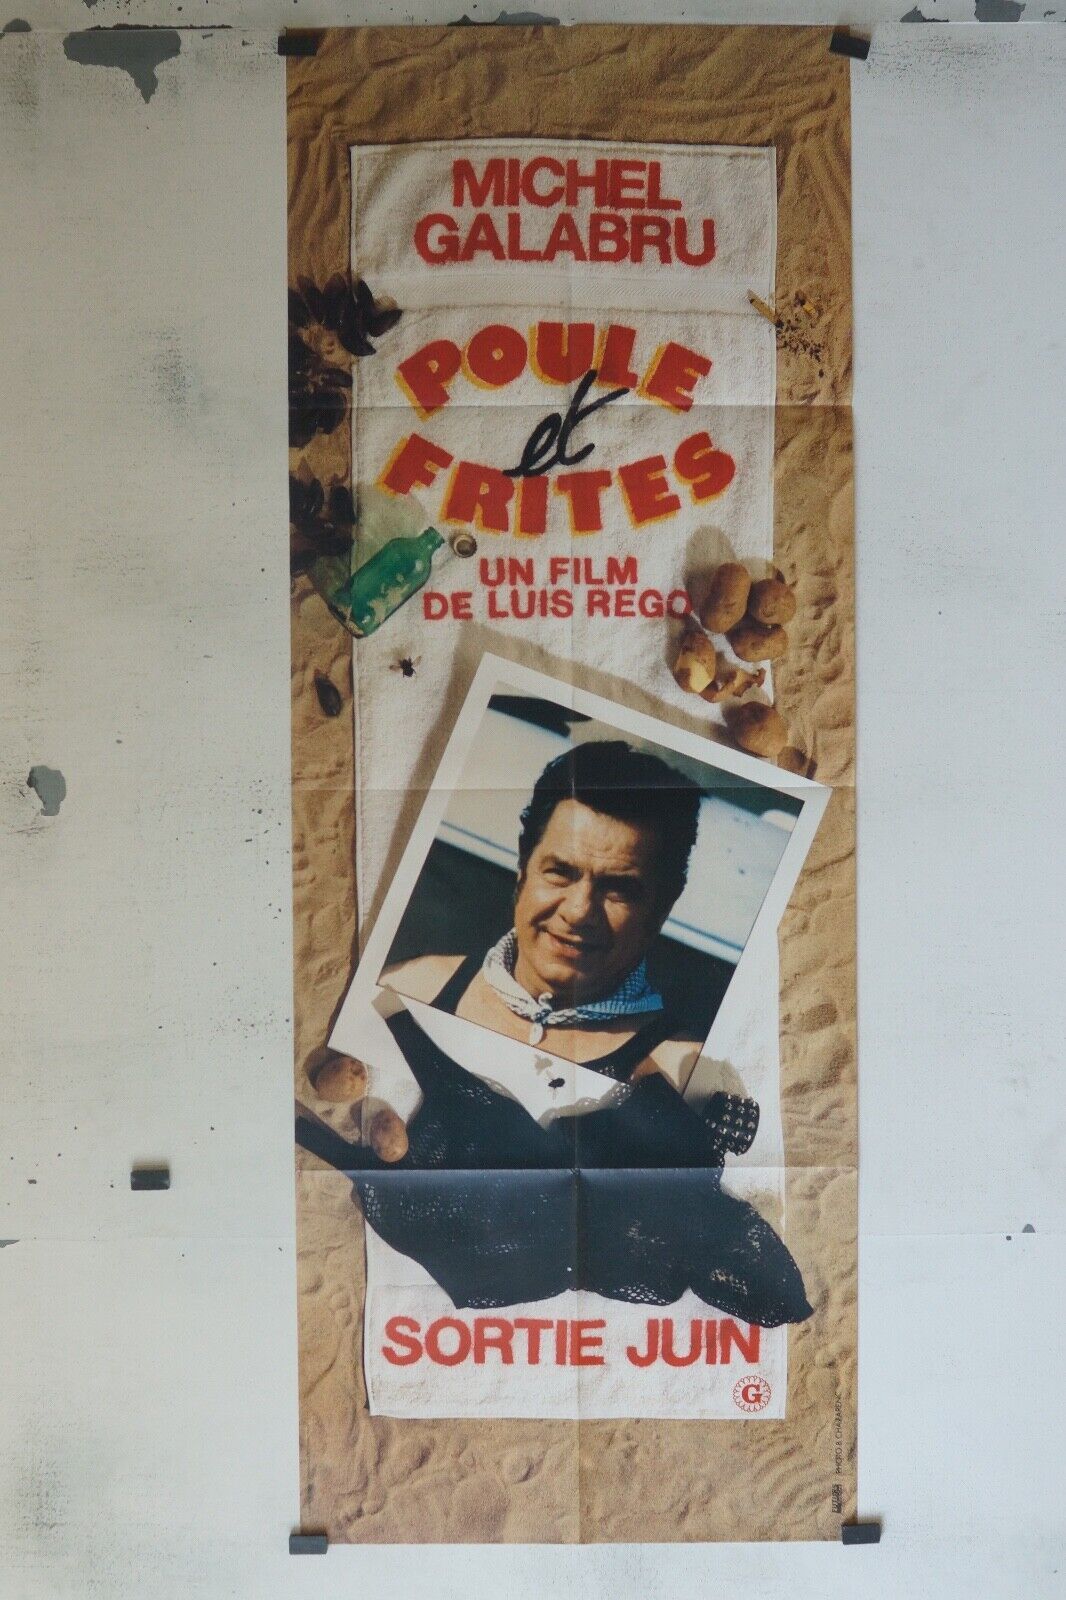 MICHEL
GALABRU
POULE
et
FRITES
UN FILM
DE LUIS REGO
SORTIE JUIN
G